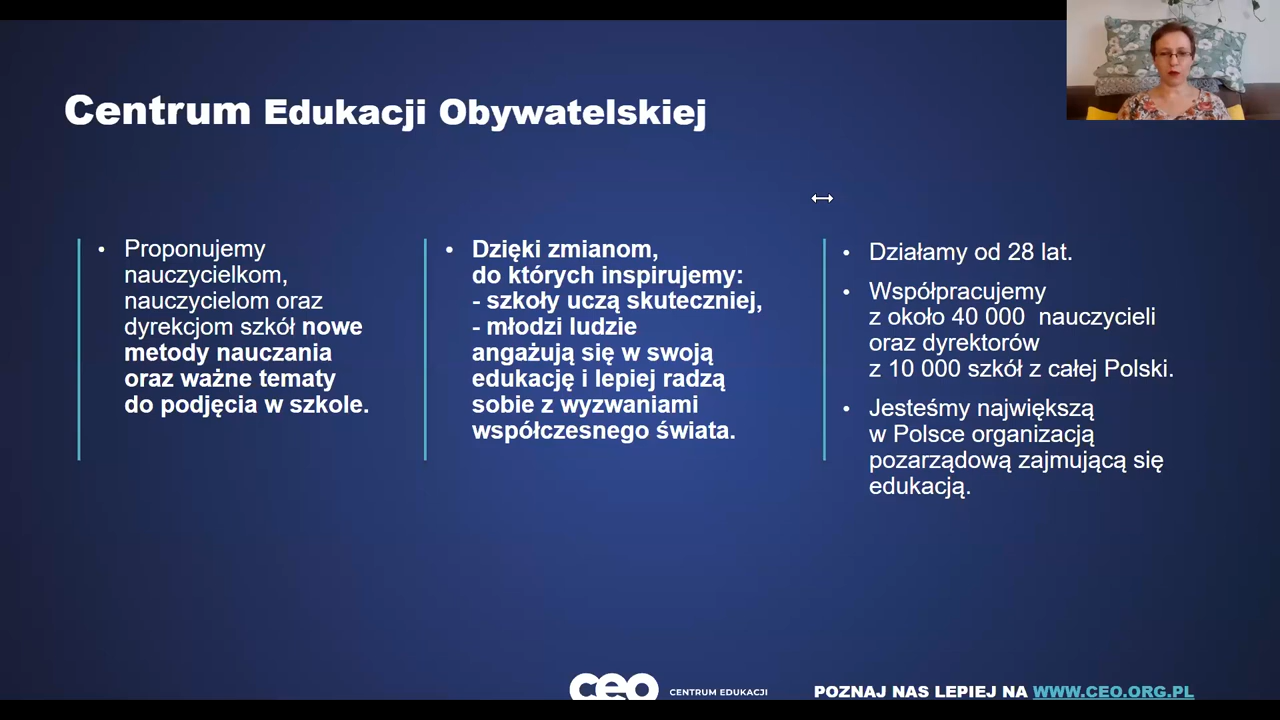 Centrum Edukacji Obywatelskiej
• Proponujemy
nauczycielkom,
nauczycielom oraz
dyrekcjom szkół nowe
metody nauczania
oraz ważne tematy
do podjęcia w szkole.
• Dzięki zmianom,
do których inspirujemy:
- szkoły uczą skuteczniej,
- młodzi ludzie
angażują się w swoją
edukację i lepiej radzą
sobie z wyzwaniami
współczesnego świata.
• Działamy od 28 lat.
• Współpracujemy
z około 40 000 nauczycieli
oraz dyrektorów
z 10 000 szkół z całej Polski.
• Jesteśmy największą
w Polsce organizacją
pozarządową zajmującą się
edukacją.
ceo
CENTRUM EDUKACJI
POZNAJ NAS LEPIEJ NA WWW.CEO.ORG.PL